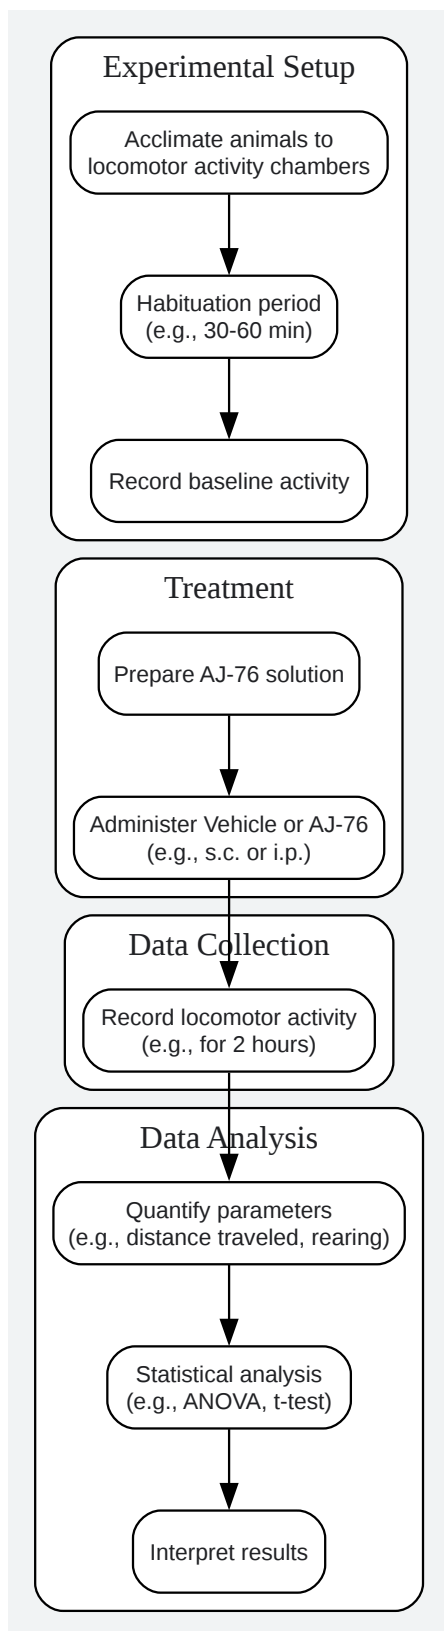 Experimental Setup
Acclimate animals to
locomotor activity chambers
Habituation period
(e.g., 30-60 min)
Record baseline activity
Treatment
Prepare AJ-76 solution
Administer Vehicle or AJ-76
(e.g., s.c. or i.p.)
Data Collection
Record locomotor activity
(e.g., for 2 hours)
Data Analysis
Quantify parameters
(e.g., distance traveled, rearing)
Statistical analysis
(e.g., ANOVA, t-test)
Interpret results